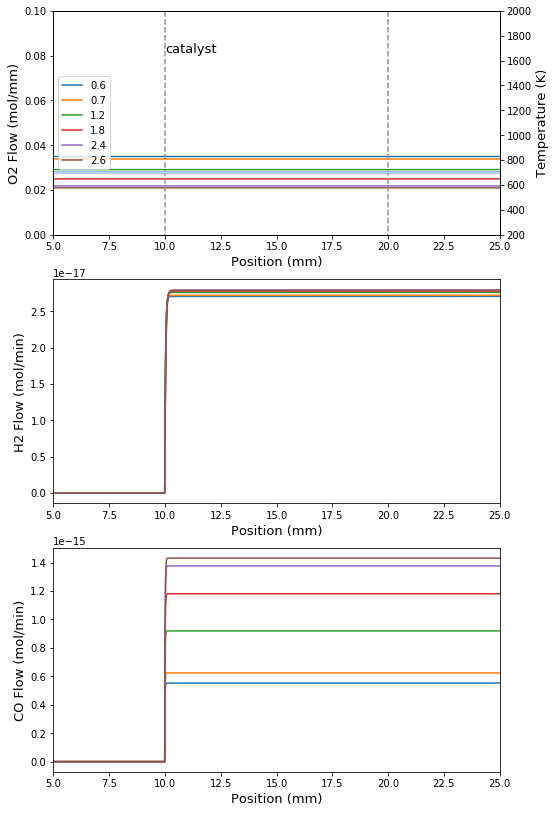 0.10
0.08
0.06
0.04
0.02
0.00
O2 Flow (mol/mm)
catalyst
0.6
0.7
1.2
1.8
2.4
2.6
2000
1800
1600
1400
1200
1000
800
600
400
200
Temperature (K)
5.0 7.5 10.0 12.5 15.0 17.5 20.0 22.5 25.0
Position (mm)
1e−17
2.5
2.0
1.5
1.0
0.5
0.0
H2 Flow (mol/min)
5.0 7.5 10.0 12.5 15.0 17.5 20.0 22.5 25.0
Position (mm)
1e−15
1.4
1.2
1.0
0.8
0.6
0.4
0.2
0.0
CO Flow (mol/min)
5.0 7.5 10.0 12.5 15.0 17.5 20.0 22.5 25.0
Position (mm)